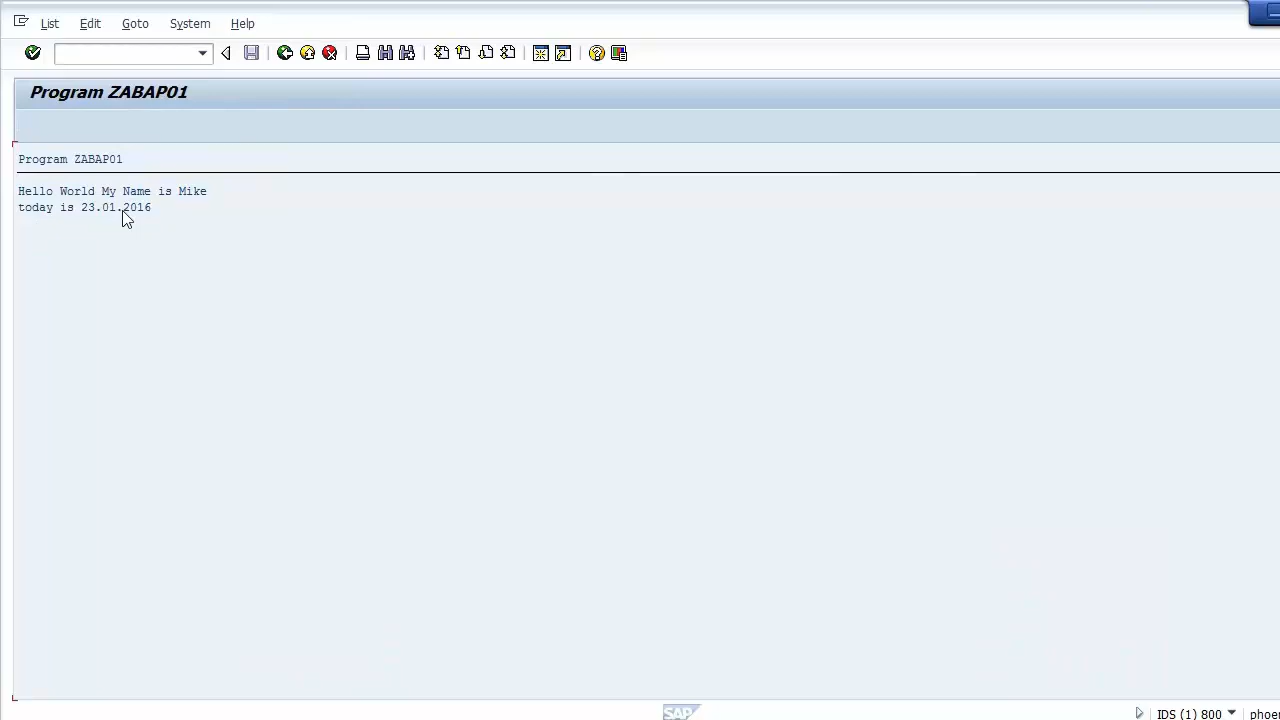 List Edit Goto System Help
Program ZABAP01
Program ZABAP01
Hello World My Name is Mike
today is 23.01.2016
SAP
IDS (1) 800